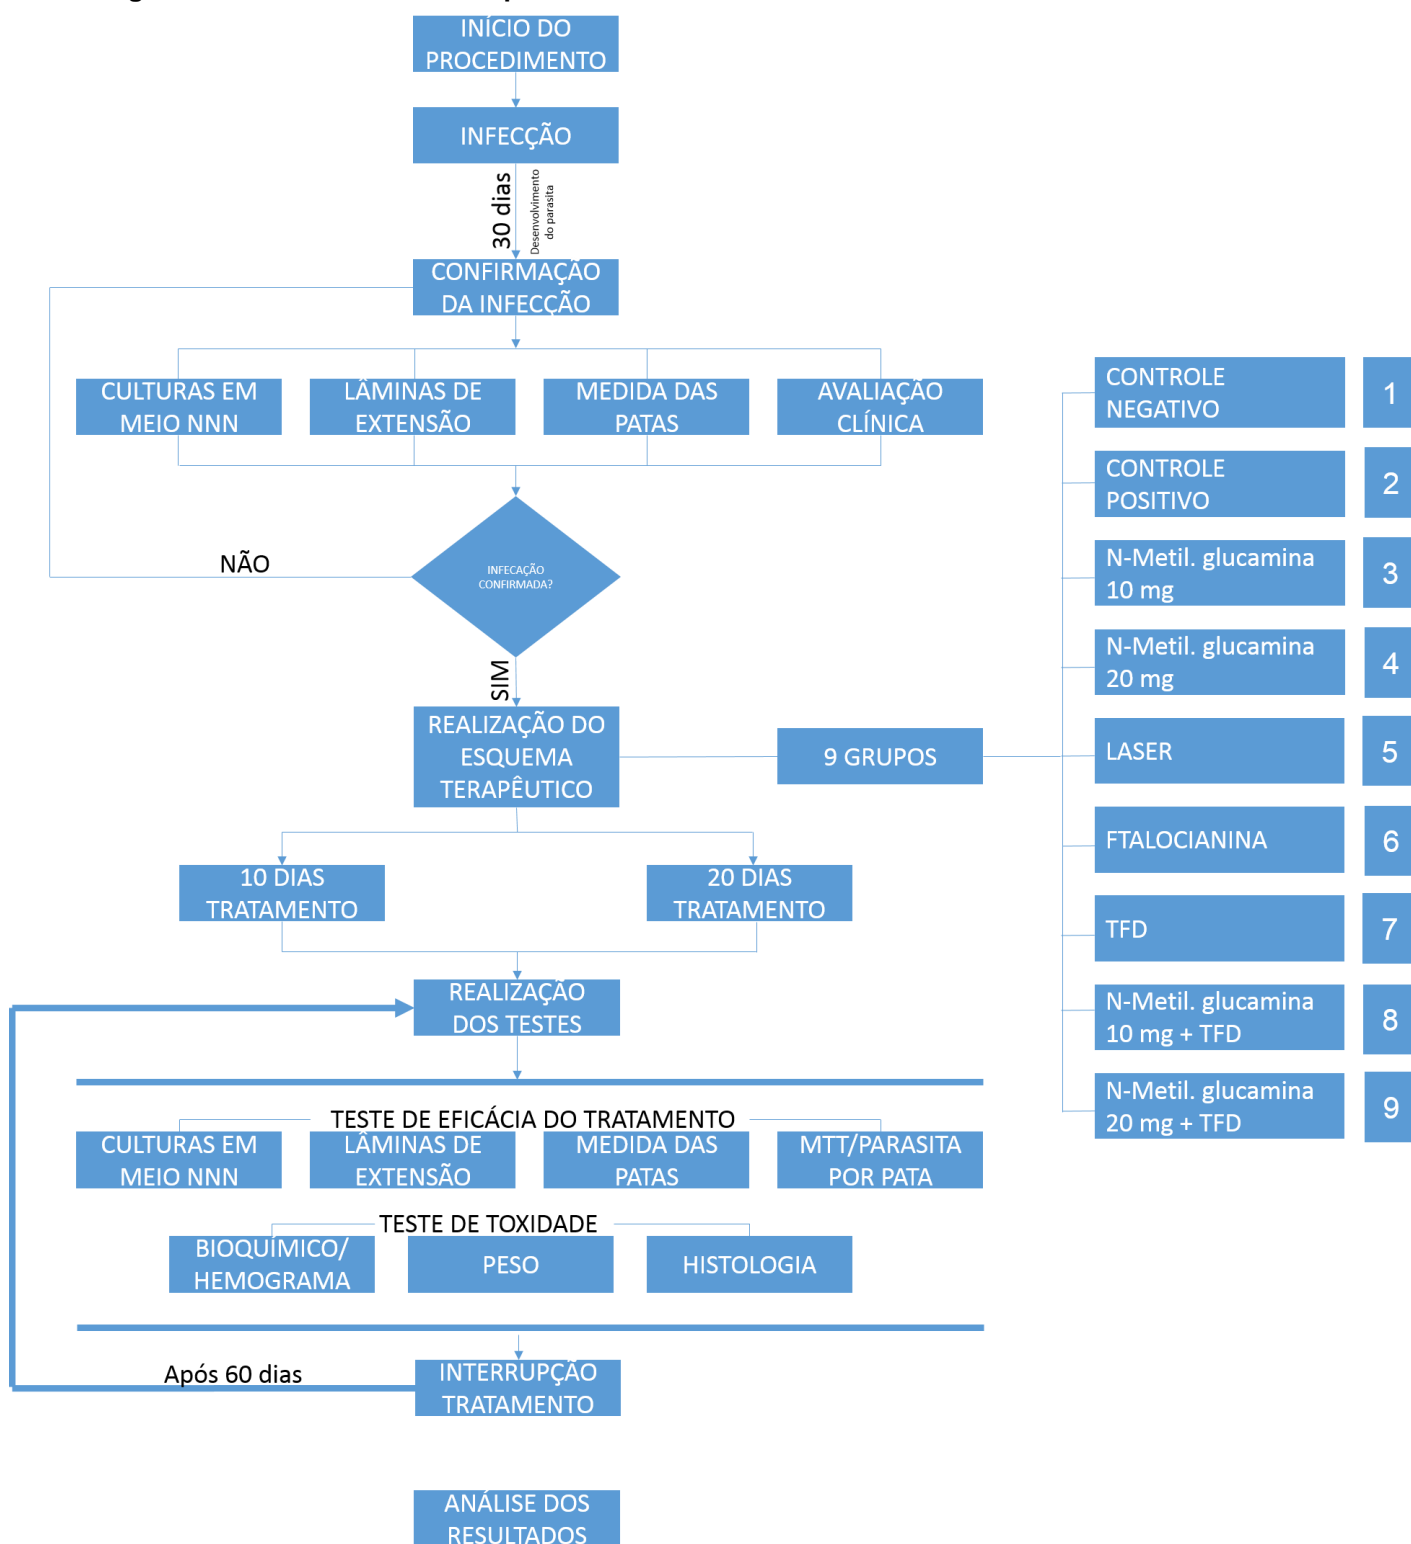 INÍCIO DO
PROCEDIMENTO
INFECÇÃO
30 dias
Desenvolvimento
do parasita
CONFIRMAÇÃO
DA INFECÇÃO
CULTURAS EM
MEIO NNN
LÂMINAS DE
EXTENSÃO
MEDIDA DAS
PATAS
AVALIAÇÃO
CLÍNICA
NÃO
INFECAÇÃO
CONFIRMADA?
SIM
REALIZAÇÃO DO
ESQUEMA
TERAPÊUTICO
9 GRUPOS
CONTROLE
NEGATIVO
1
CONTROLE
POSITIVO
2
N-Metil. glucamina
10 mg
3
N-Metil. glucamina
20 mg
4
LASER
5
FTALOCIANINA
6
TFD
7
N-Metil. glucamina
10 mg + TFD
8
N-Metil. glucamina
20 mg + TFD
9
10 DIAS
TRATAMENTO
20 DIAS
TRATAMENTO
REALIZAÇÃO
DOS TESTES
TESTE DE EFICÁCIA DO TRATAMENTO
CULTURAS EM
MEIO NNN
LÂMINAS DE
EXTENSÃO
MEDIDA DAS
PATAS
MTT/PARASITA
POR PATA
TESTE DE TOXIDADE
BIOQUÍMICO/
HEMOGRAMA
PESO
HISTOLOGIA
Após 60 dias
INTERRUPÇÃO
TRATAMENTO
ANÁLISE DOS
RESULTADOS